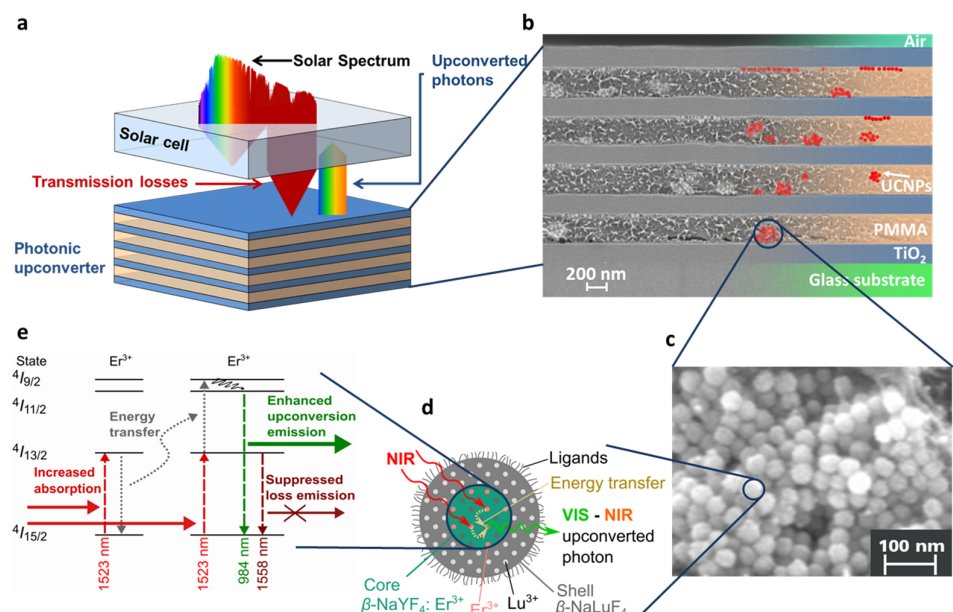 a
Solar Spectrum
Upconverted
photons
Solar cell
Transmission losses
Photonic
upconverter
b
Air
UCNPs
PMMA
TiO2
200 nm
Glass substrate
c
100 nm
d
NIR
Ligands
Energy transfer
VIS - NIR
upconverted
photon
Core
β-NaYF4: Er3+
Er3+
Lu3+
Shell
β-NaLuF4
e
State
Er3+
Er3+
4I9/2
4I11/2
4I13/2
4I15/2
Energy
transfer
Enhanced
upconversion
emission
Increased
absorption
Suppressed
loss emission
1523 nm
1523 nm
984 nm
1558 nm